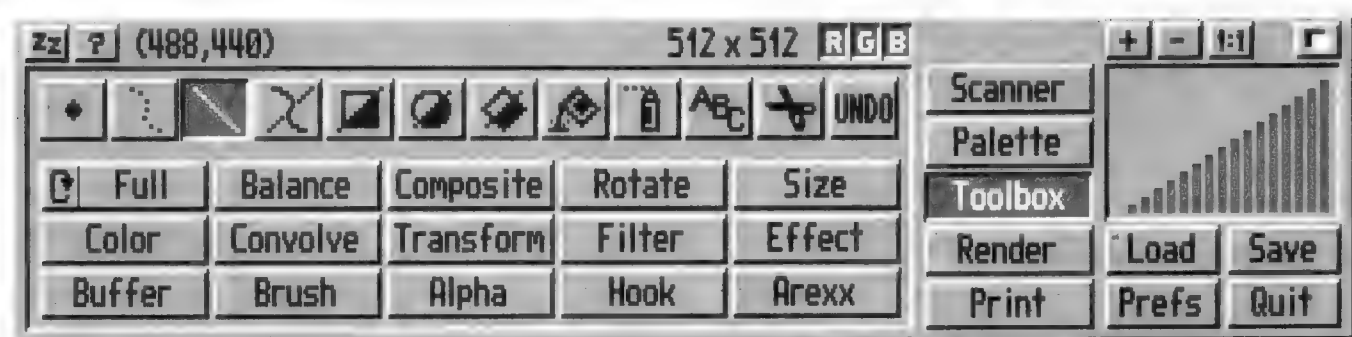 Zz ? (488,440) 512 x 512 R G B + - 1:1
ABC UNDO Scanner
Palette
Full Balance Composite Rotate Size Toolbox
Color Convolve Transform Filter Effect Render Load Save
Buffer Brush Alpha Hook Arexx Print Prefs Quit